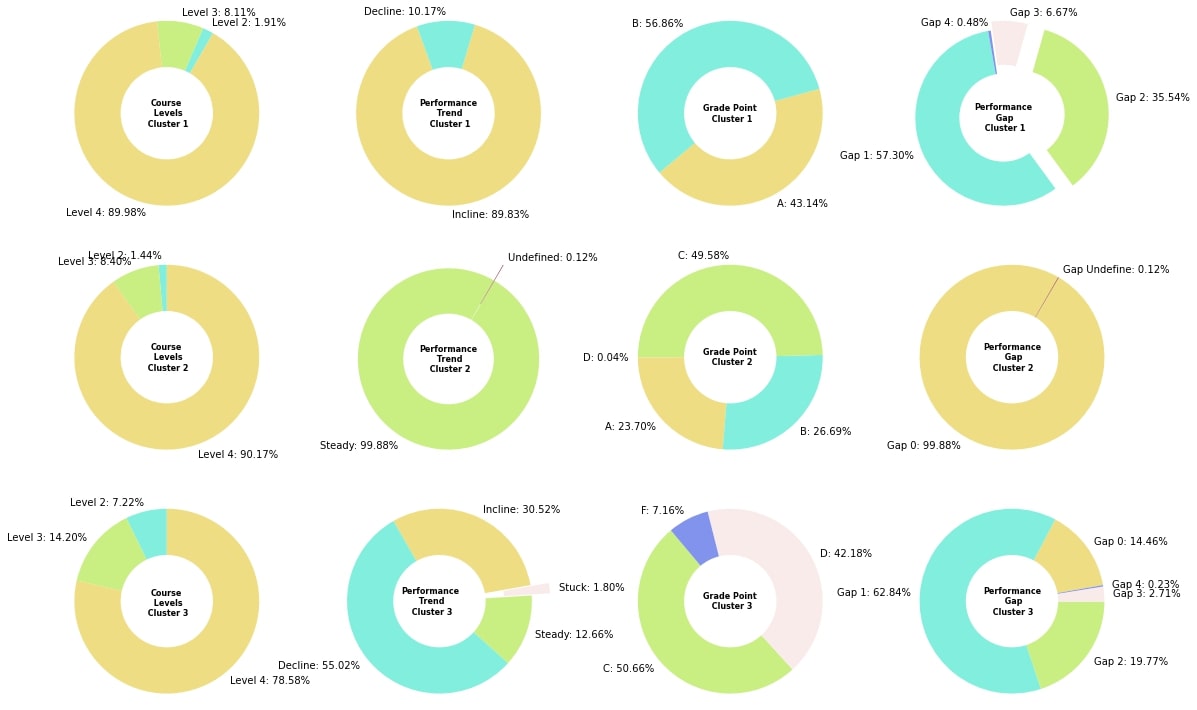 Level 3: 8.11%
Level 2: 1.91%
Course
Levels
Cluster 1
Level 4: 89.98%
Decline: 10.17%
Performance
Trend
Cluster 1
Incline: 89.83%
B: 56.86%
Grade Point
Cluster 1
A: 43.14%
Gap 3: 6.67%
Gap 4: 0.48%
Gap 2: 35.54%
Performance
Gap
Cluster 1
Gap 1: 57.30%
Level 2: 1.44%
Level 3: 8.40%
Course
Levels
Cluster 2
Level 4: 90.17%
Undefined: 0.12%
Performance
Trend
Cluster 2
Steady: 99.88%
C: 49.58%
Grade Point
Cluster 2
D: 0.04%
A: 23.70%
B: 26.69%
Gap Undefine: 0.12%
Performance
Gap
Cluster 2
Gap 0: 99.88%
Level 2: 7.22%
Level 3: 14.20%
Course
Levels
Cluster 3
Level 4: 78.58%
Incline: 30.52%
Stuck: 1.80%
Performance
Trend
Cluster 3
Steady: 12.66%
Decline: 55.02%
F: 7.16%
D: 42.18%
Grade Point
Cluster 3
C: 50.66%
Gap 1: 62.84%
Gap 0: 14.46%
Gap 4: 0.23%
Gap 3: 2.71%
Performance
Gap
Cluster 3
Gap 2: 19.77%